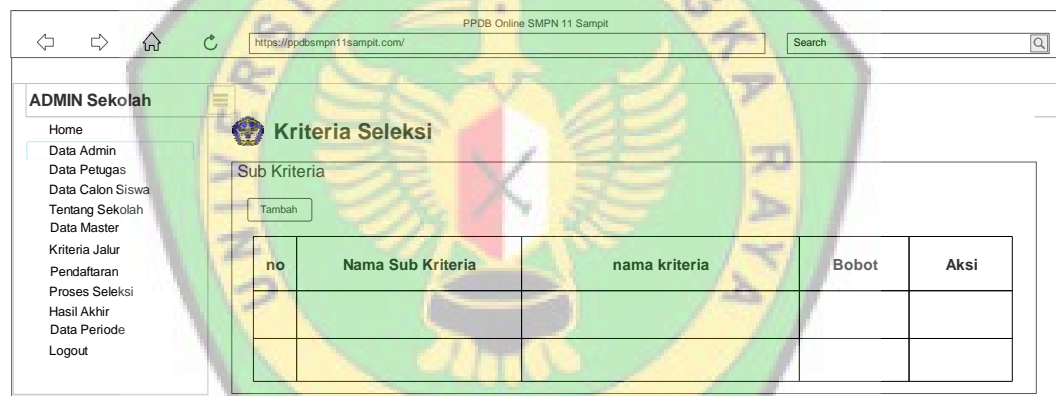 PPDB Online SMPN 11 Sampit
https://ppdbsmpn11sampit.com/
Search
ADMIN Sekolah
Home
Data Admin
Data Petugas
Data Calon Siswa
Tentang Sekolah
Data Master
Kriteria Jalur
Pendaftaran
Proses Seleksi
Hasil Akhir
Data Periode
Logout
Kriteria Seleksi
Sub Kriteria
Tambah
no Nama Sub Kriteria nama kriteria Bobot Aksi